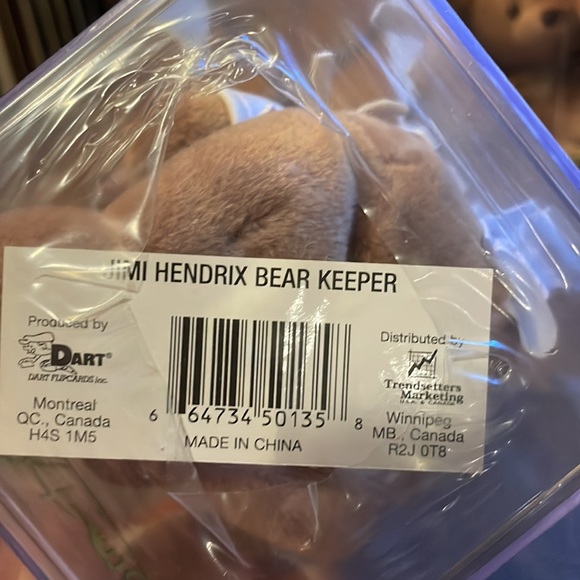 JIMI HENDRIX BEAR KEEPER
Produced by
DART®
DART FLIPCARDS Inc.
Montreal
QC., Canada
H4S 1M5
6 64734 50135 8
MADE IN CHINA
Distributed by
Trendsetters
Marketing
Winnipeg
MB., Canada
R2J 0T8